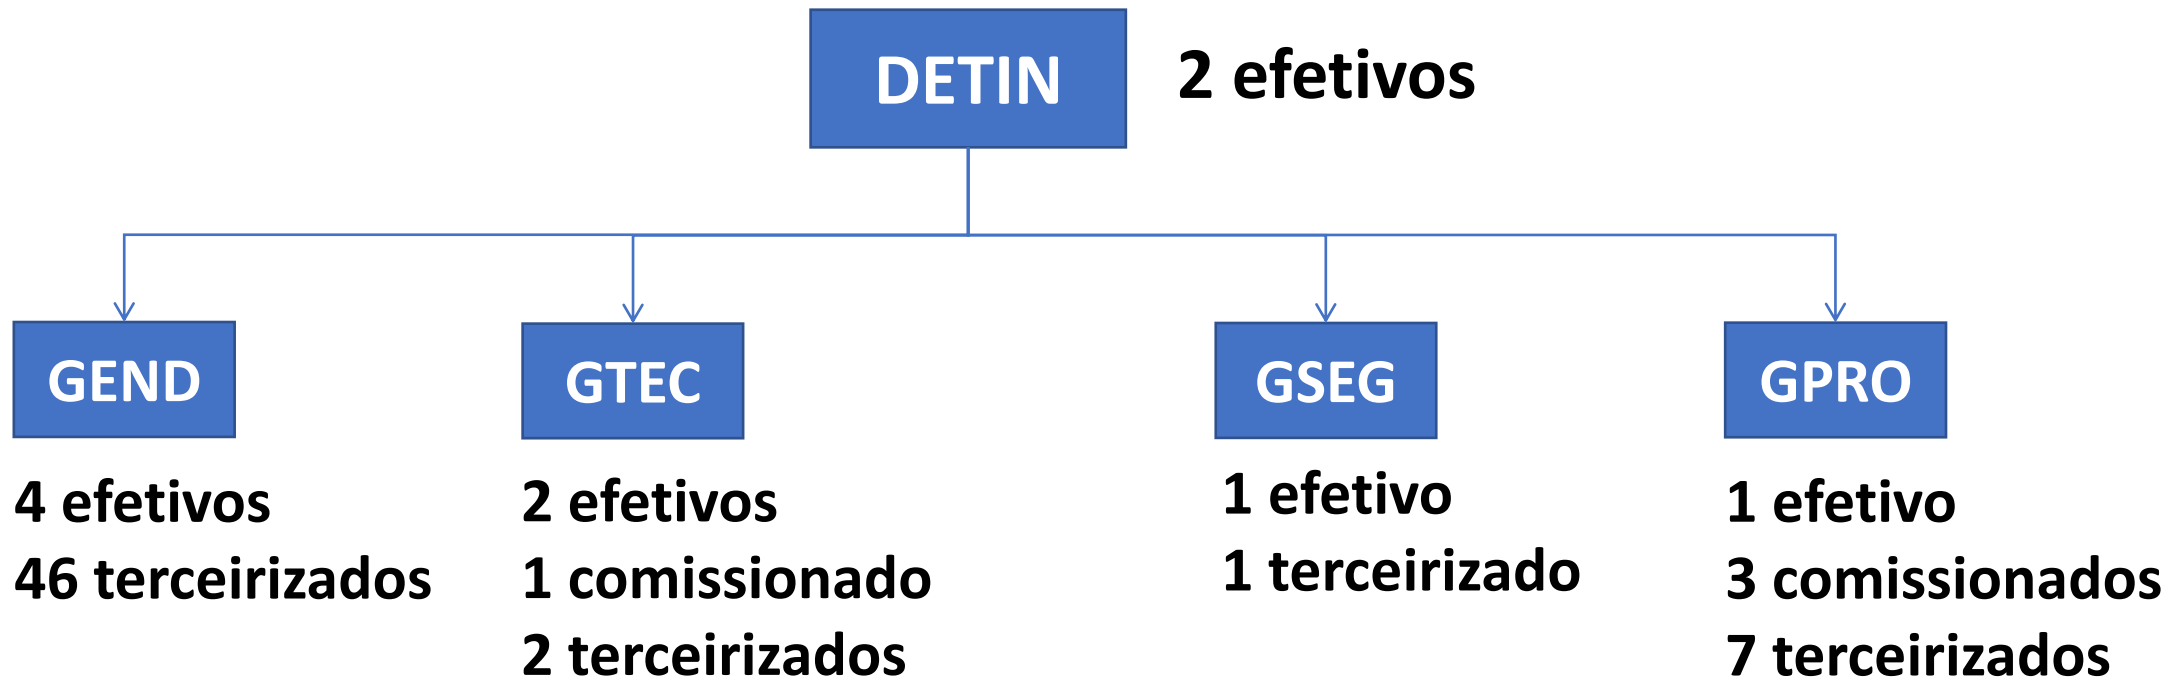 DETIN
2 efetivos
GEND
4 efetivos
46 terceirizados
GTEC
2 efetivos
1 comissionado
2 terceirizados
GSEG
1 efetivo
1 terceirizado
GPRO
1 efetivo
3 comissionados
7 terceirizados